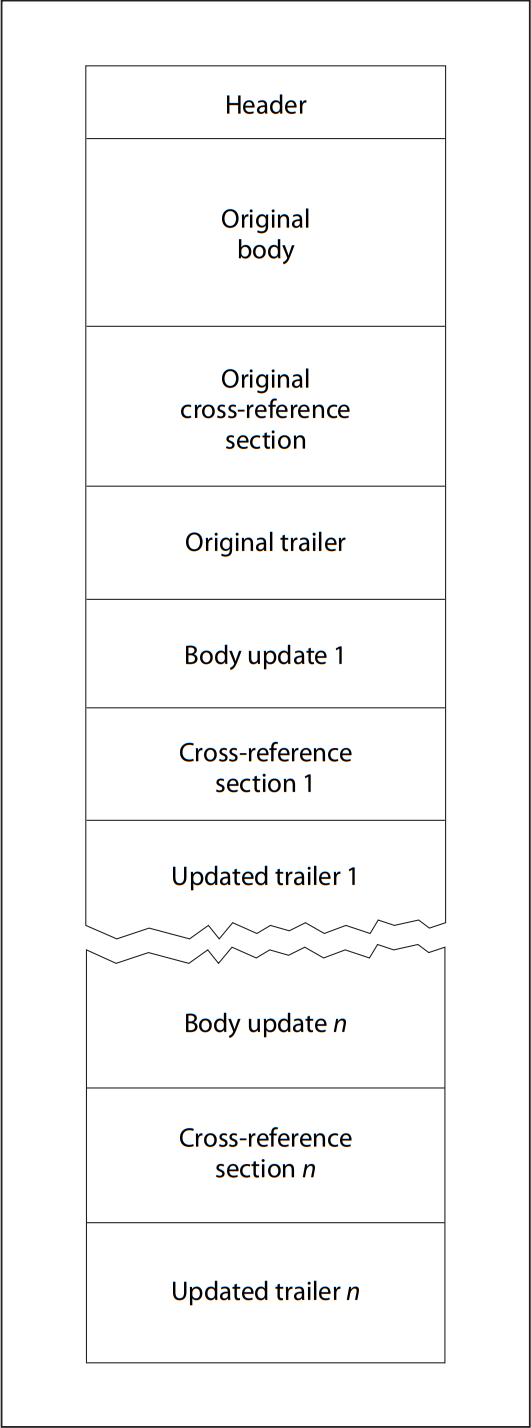 Header
Original
body
Original
cross-reference
section
Original trailer
Body update 1
Cross-reference
section 1
Updated trailer 1
Body update n
Cross-reference
section n
Updated trailer n